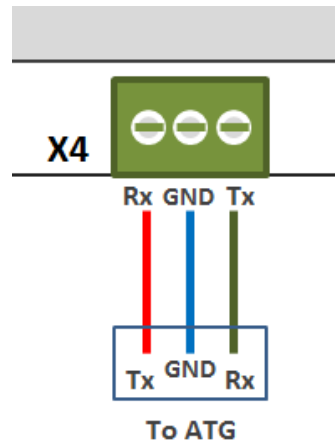 X4
Rx GND Tx
Tx GND Rx
To ATG